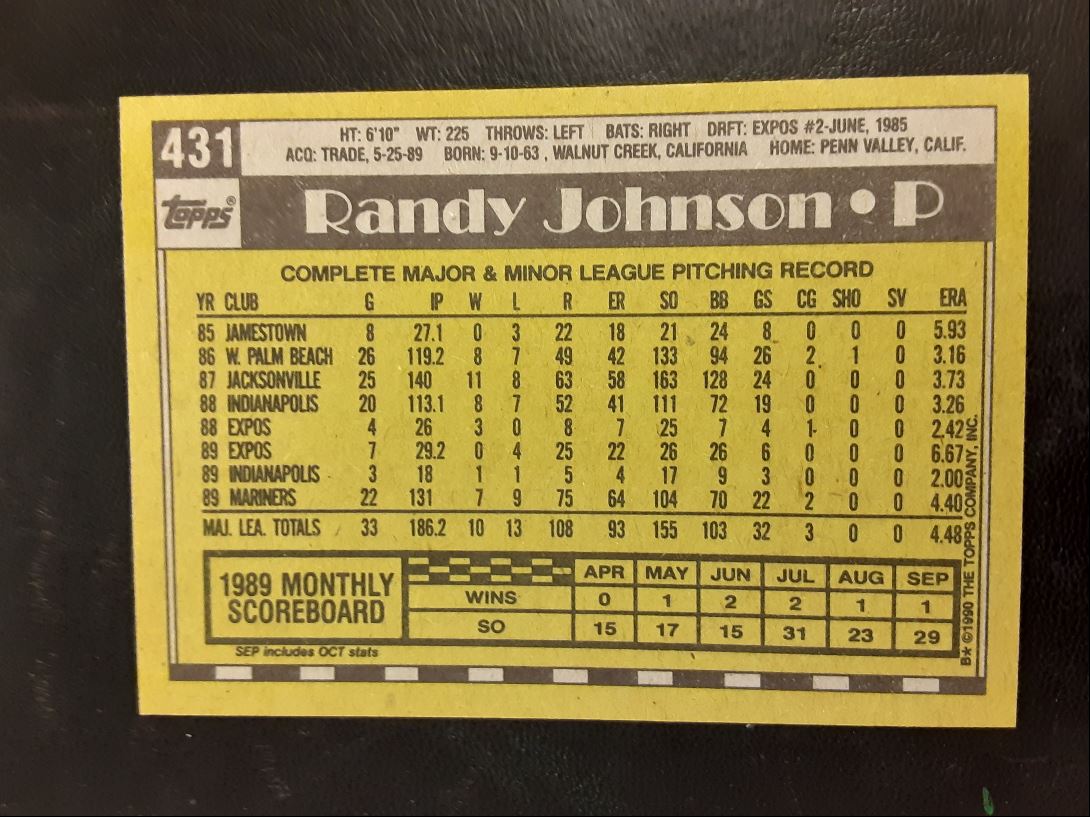 431
HT: 6'10" WT: 225 THROWS: LEFT BATS: RIGHT DRFT: EXPOS #2-JUNE, 1985
ACQ: TRADE, 5-25-89 BORN: 9-10-63 , WALNUT CREEK, CALIFORNIA HOME: PENN VALLEY, CALIF.
topps®
Randy Johnson • P
COMPLETE MAJOR & MINOR LEAGUE PITCHING RECORD
YR CLUB G IP W L R ER SO BB GS CG SHO SV ERA
85 JAMESTOWN 8 27.1 0 3 22 18 21 24 8 0 0 0 5.93
86 W. PALM BEACH 26 119.2 8 7 49 42 133 94 26 2 1 0 3.16
87 JACKSONVILLE 25 140 11 8 63 58 163 128 24 0 0 0 3.73
88 INDIANAPOLIS 20 113.1 8 7 52 41 111 72 19 0 0 0 3.26
88 EXPOS 4 26 3 0 8 7 25 7 4 1 0 0 2.42
89 EXPOS 7 29.2 0 4 25 22 26 26 6 0 0 0 6.67
89 INDIANAPOLIS 3 18 1 1 5 4 17 9 3 0 0 0 2.00
89 MARINERS 22 131 7 9 75 64 104 70 22 2 0 0 4.40
MAJ. LEA. TOTALS 33 186.2 10 13 108 93 155 103 32 3 0 0 4.48
1989 MONTHLY
SCOREBOARD
APR MAY JUN JUL AUG SEP
WINS 0 1 2 2 1 1
SO 15 17 15 31 23 29
SEP includes OCT stats
B* ©1990 THE TOPPS COMPANY, INC.